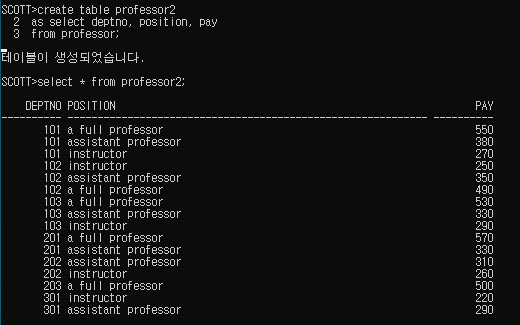 SCOTT>create table professor2
  2  as select deptno, position, pay
  3  from professor;
테이블이 생성되었습니다.
SCOTT>select * from professor2;
    DEPTNO POSITION                                                            PAY
---------- ------------------------------------------------------------ ----------
       101 a full professor                                                    550
       101 assistant professor                                                 380
       101 instructor                                                          270
       102 instructor                                                          250
       102 assistant professor                                                 350
       102 a full professor                                                    490
       103 a full professor                                                    530
       103 assistant professor                                                 330
       103 instructor                                                          290
       201 a full professor                                                    570
       201 assistant professor                                                 330
       202 assistant professor                                                 310
       202 instructor                                                          260
       203 a full professor                                                    500
       301 instructor                                                          220
       301 assistant professor                                                 290